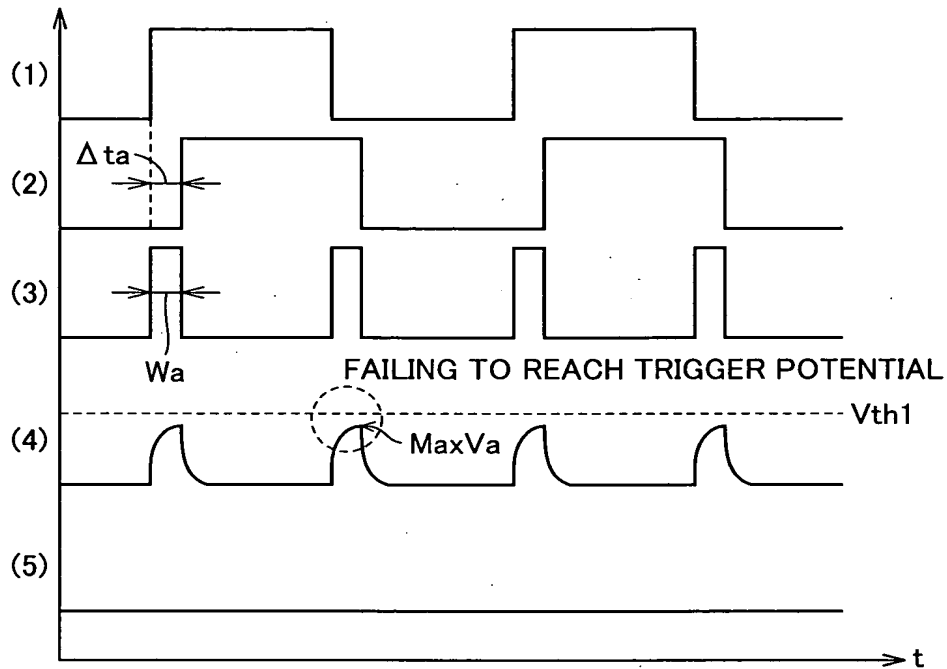 (1)
Δta
(2)
(3)
Wa
FAILING TO REACH TRIGGER POTENTIAL
Vth1
(4)
MaxVa
(5)
t